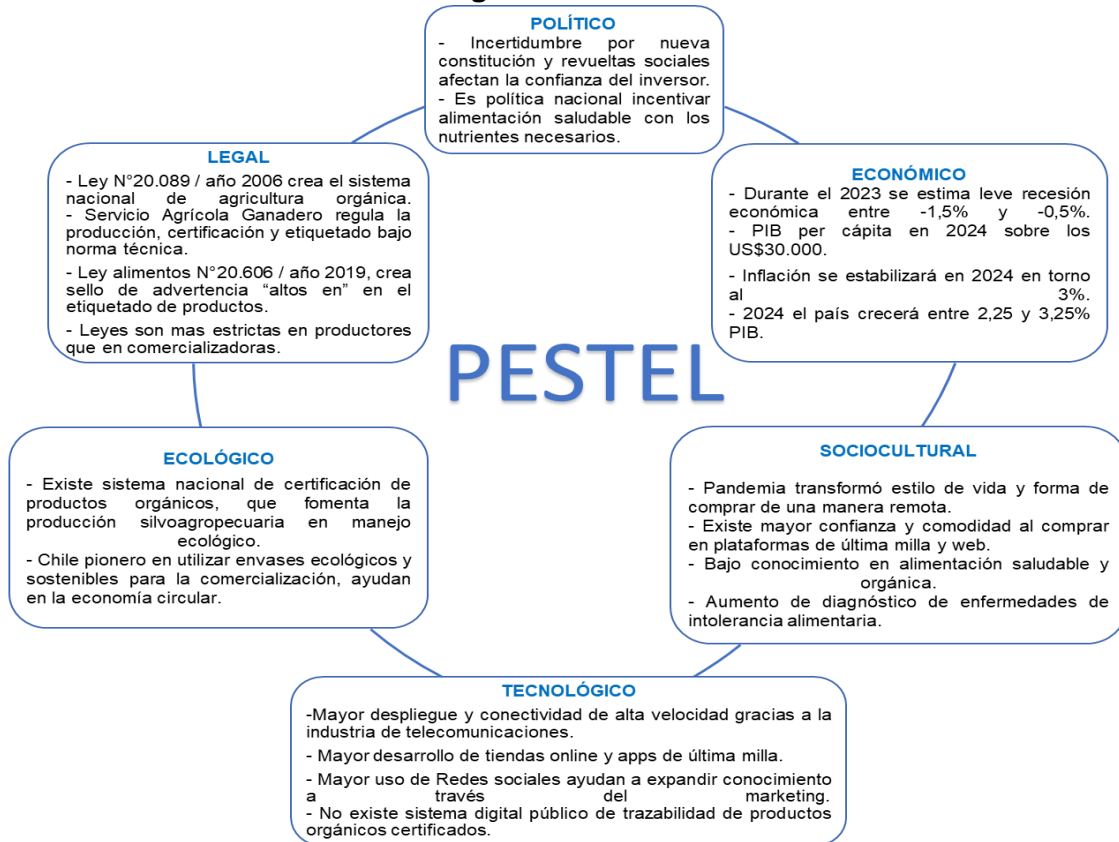 POLÍTICO
- Incertidumbre por nueva
constitución y revueltas sociales
afectan la confianza del inversor.
- Es política nacional incentivar
alimentación saludable con los
nutrientes necesarios.
LEGAL
- Ley N°20.089 / año 2006 crea el sistema
nacional de agricultura orgánica.
- Servicio Agrícola Ganadero regula la
producción, certificación y etiquetado bajo
norma técnica.
- Ley alimentos N°20.606 / año 2019, crea
sello de advertencia “altos en” en el
etiquetado de productos.
- Leyes son mas estrictas en productores
que en comercializadoras.
ECONÓMICO
- Durante el 2023 se estima leve recesión
económica entre -1,5% y -0,5%.
- PIB per cápita en 2024 sobre los
US$30.000.
- Inflación se estabilizará en 2024 en torno
al 3%.
- 2024 el país crecerá entre 2,25 y 3,25%
PIB.
PESTEL
ECOLÓGICO
- Existe sistema nacional de certificación de
productos orgánicos, que fomenta la
producción silvoagropecuaria en manejo
ecológico.
- Chile pionero en utilizar envases ecológicos y
sostenibles para la comercialización, ayudan
en la economía circular.
SOCIOCULTURAL
- Pandemia transformó estilo de vida y forma de
comprar de una manera remota.
- Existe mayor confianza y comodidad al comprar
en plataformas de última milla y web.
- Bajo conocimiento en alimentación saludable y
orgánica.
- Aumento de diagnóstico de enfermedades de
intolerancia alimentaria.
TECNOLÓGICO
-Mayor despliegue y conectividad de alta velocidad gracias a la
industria de telecomunicaciones.
- Mayor desarrollo de tiendas online y apps de última milla.
- Mayor uso de Redes sociales ayudan a expandir conocimiento
a través del marketing.
- No existe sistema digital público de trazabilidad de productos
orgánicos certificados.